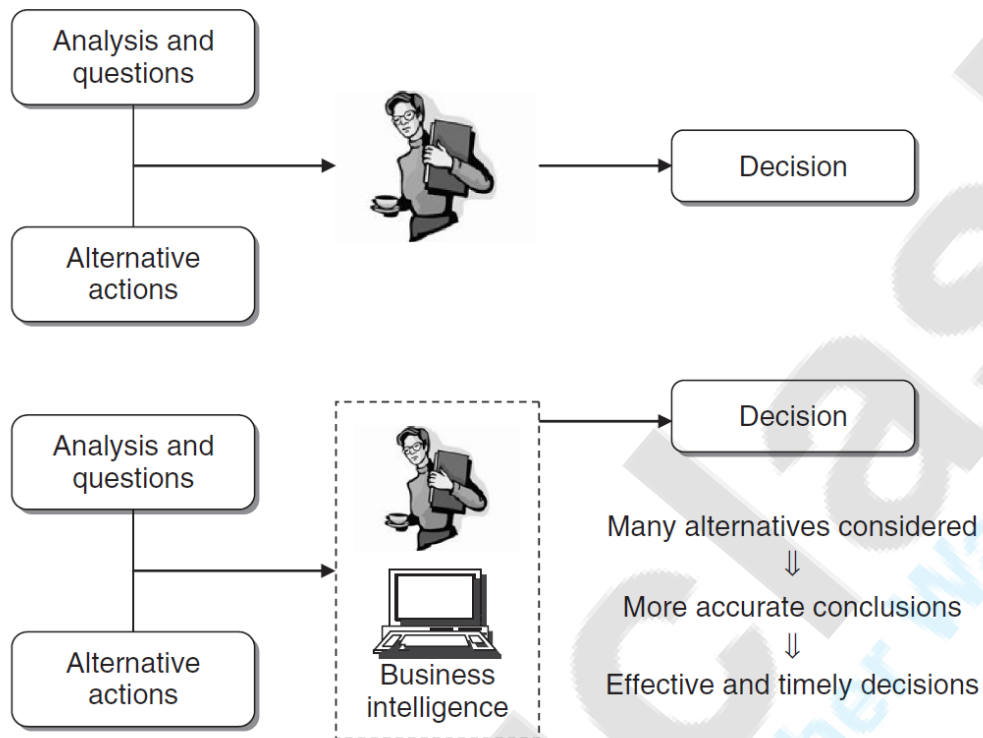 Analysis and
questions
Decision
Alternative
actions
Analysis and
questions
Decision
Many alternatives considered
⇓
More accurate conclusions
⇓
Effective and timely decisions
Alternative
actions
Business
intelligence